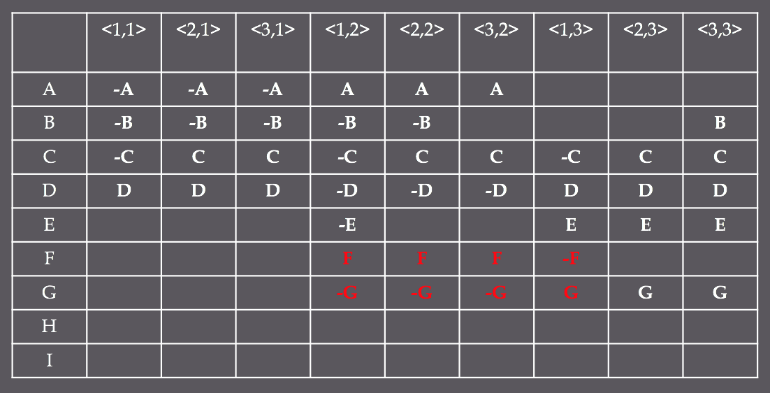 <1,1> <2,1> <3,1> <1,2> <2,2> <3,2> <1,3> <2,3> <3,3>
A -A -A -A A A A
B -B -B -B -B -B B
C -C C C -C C C -C C C
D D D D -D -D -D D D D
E -E E E E
F F F F -F
G -G -G -G G G G
H
I